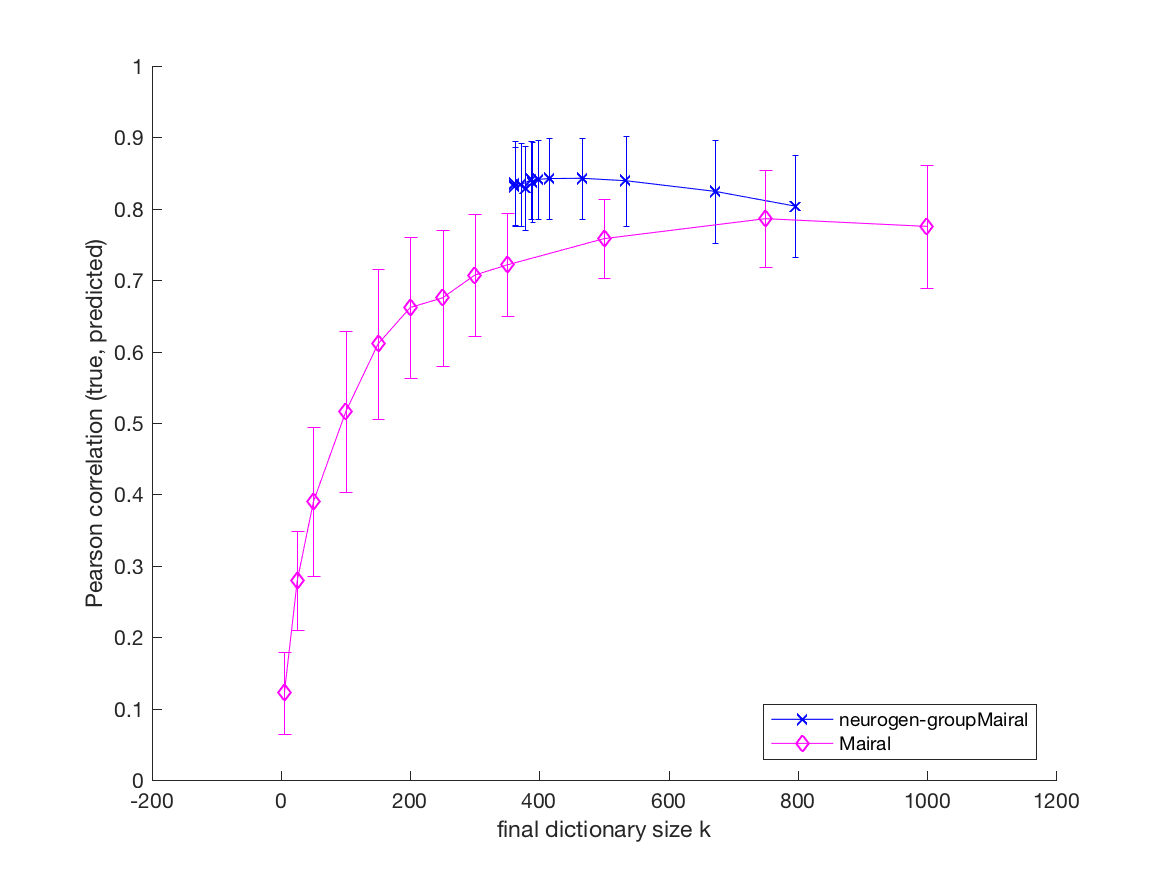 1
0.9
0.8
0.7
0.6
0.5
0.4
0.3
0.2
0.1
0
Pearson correlation (true, predicted)
-200 0 200 400 600 800 1000 1200
final dictionary size k
neurogen-groupMairal
Mairal